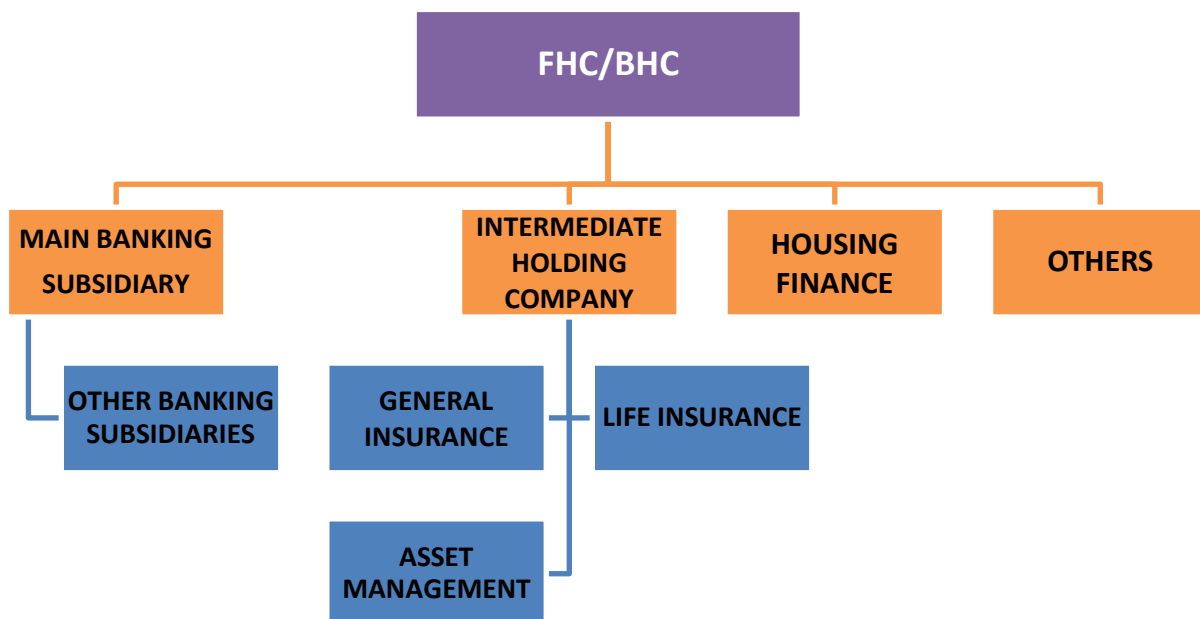 FHC/BHC
MAIN BANKING
SUBSIDIARY
INTERMEDIATE
HOLDING
COMPANY
HOUSING
FINANCE
OTHERS
OTHER BANKING
SUBSIDIARIES
GENERAL
INSURANCE
LIFE INSURANCE
ASSET
MANAGEMENT